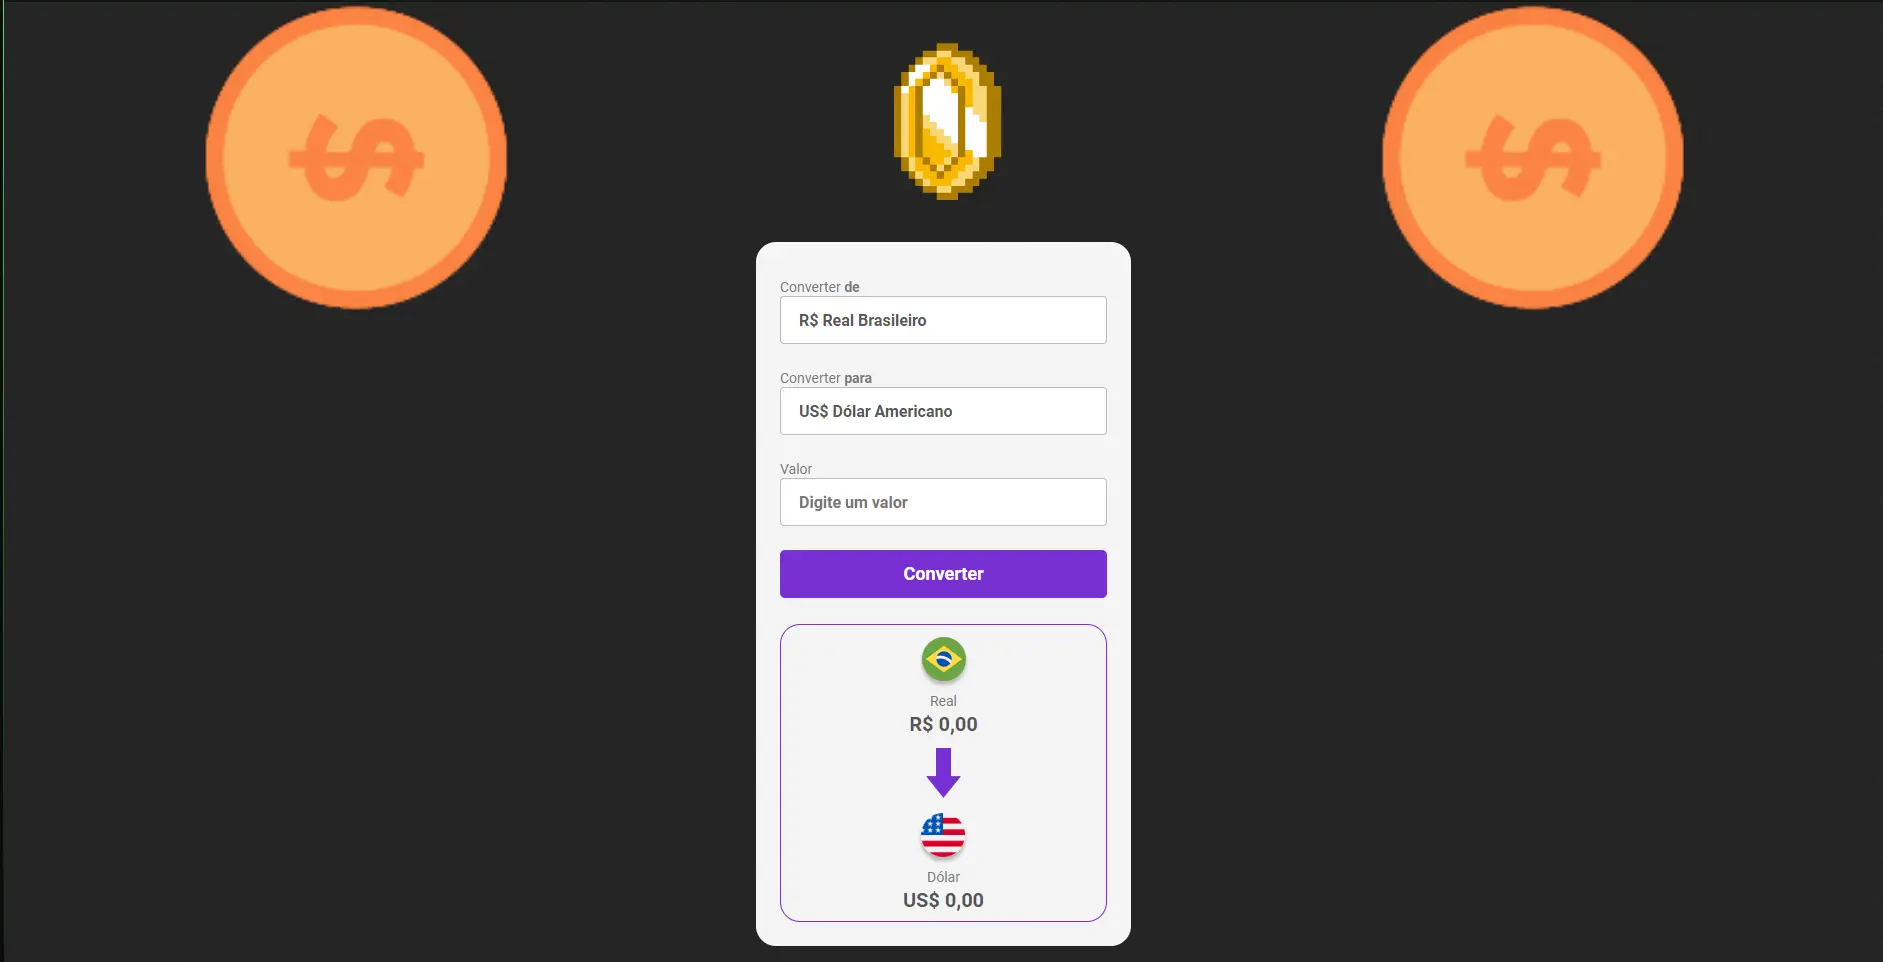 $
$
Converter de
R$ Real Brasileiro
Converter para
US$ Dólar Americano
Valor
Digite um valor
Converter
Real
R$ 0,00
Dólar
US$ 0,00